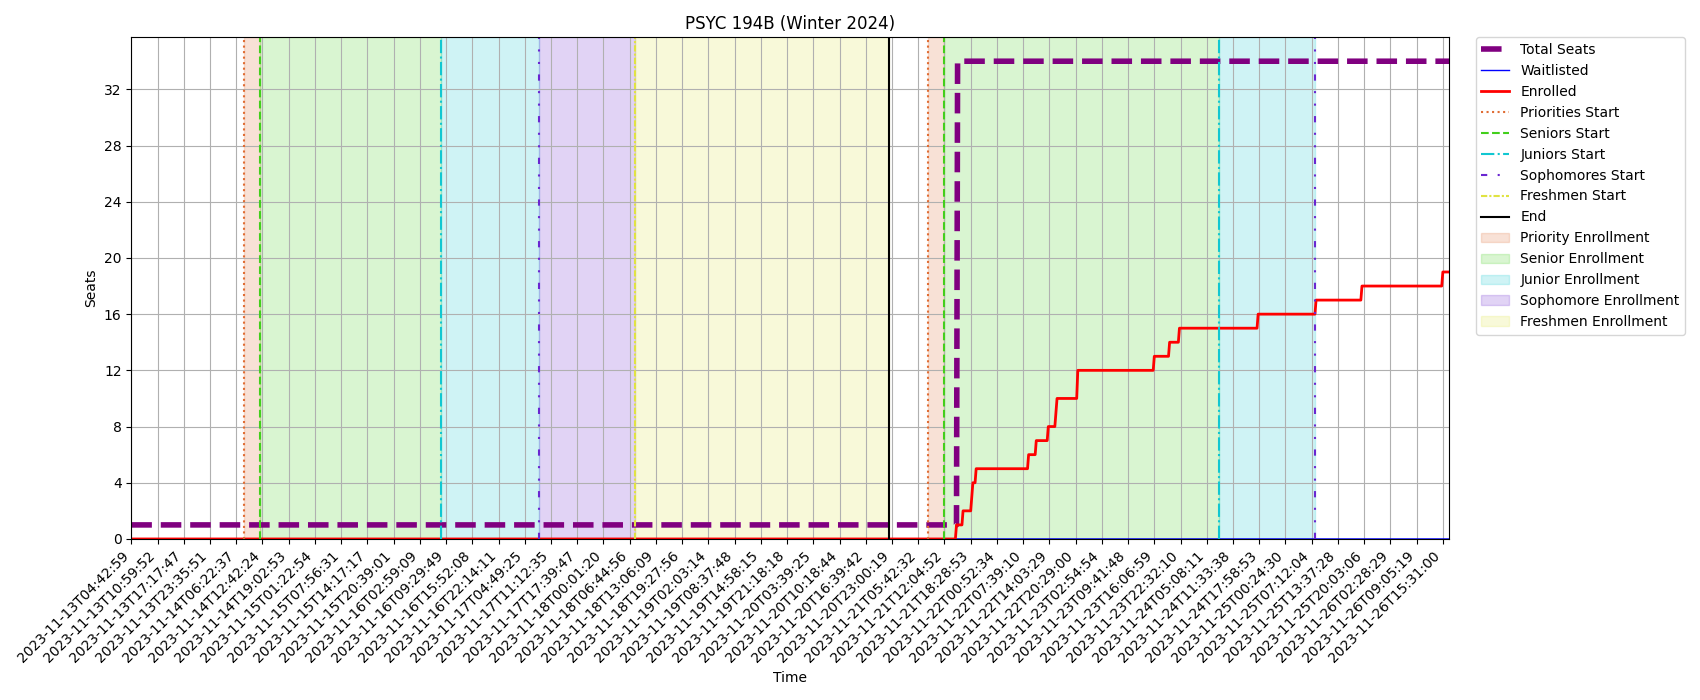 PSYC 194B (Winter 2024)
Seats
32
28
24
20
16
12
8
4
0
2023-11-13T04:42:59
2023-11-13T10:59:52
2023-11-13T17:17:47
2023-11-13T23:35:51
2023-11-14T06:22:37
2023-11-14T12:42:24
2023-11-14T19:02:53
2023-11-15T01:22:54
2023-11-15T07:56:31
2023-11-15T14:17:17
2023-11-15T20:39:01
2023-11-16T02:59:09
2023-11-16T09:29:49
2023-11-16T15:52:08
2023-11-16T22:14:11
2023-11-17T04:49:25
2023-11-17T11:12:35
2023-11-17T17:39:47
2023-11-18T00:01:20
2023-11-18T06:44:56
2023-11-18T13:06:09
2023-11-18T19:27:56
2023-11-19T02:03:14
2023-11-19T08:37:48
2023-11-19T14:58:15
2023-11-19T21:18:18
2023-11-20T03:39:25
2023-11-20T10:18:44
2023-11-20T16:39:42
2023-11-20T23:00:19
2023-11-21T05:42:32
2023-11-21T12:04:52
2023-11-21T18:28:53
2023-11-22T00:52:34
2023-11-22T07:39:10
2023-11-22T14:03:29
2023-11-22T20:29:00
2023-11-23T02:54:54
2023-11-23T09:41:48
2023-11-23T16:06:59
2023-11-23T22:32:10
2023-11-24T05:08:11
2023-11-24T11:33:38
2023-11-24T17:58:53
2023-11-25T00:24:30
2023-11-25T07:12:04
2023-11-25T13:37:28
2023-11-25T20:03:06
2023-11-26T02:28:29
2023-11-26T09:05:19
2023-11-26T15:31:00
Time
Total Seats
Waitlisted
Enrolled
Priorities Start
Seniors Start
Juniors Start
Sophomores Start
Freshmen Start
End
Priority Enrollment
Senior Enrollment
Junior Enrollment
Sophomore Enrollment
Freshmen Enrollment